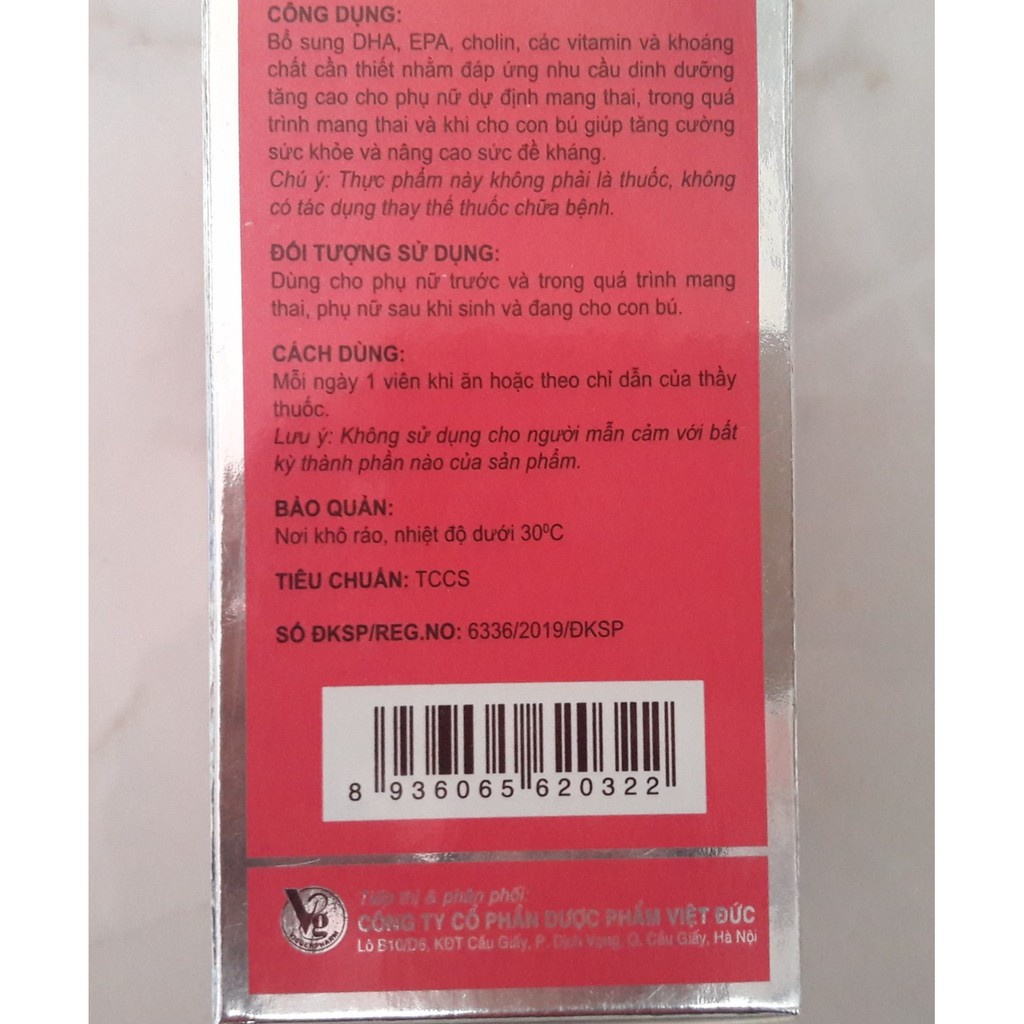 CÔNG DỤNG:
Bổ sung DHA, EPA, cholin, các vitamin và khoáng
chất cần thiết nhằm đáp ứng nhu cầu dinh dưỡng
tăng cao cho phụ nữ dự định mang thai, trong quá
trình mang thai và khi cho con bú giúp tăng cường
sức khỏe và nâng cao sức đề kháng.
Chú ý: Thực phẩm này không phải là thuốc, không
có tác dụng thay thế thuốc chữa bệnh.
ĐỐI TƯỢNG SỬ DỤNG:
Dùng cho phụ nữ trước và trong quá trình mang
thai, phụ nữ sau khi sinh và đang cho con bú.
CÁCH DÙNG:
Mỗi ngày 1 viên khi ăn hoặc theo chỉ dẫn của thầy
thuốc.
Lưu ý: Không sử dụng cho người mẫn cảm với bất
kỳ thành phần nào của sản phẩm.
BẢO QUẢN:
Nơi khô ráo, nhiệt độ dưới 30⁰C
TIÊU CHUẨN: TCCS
SỐ ĐKSP/REG.NO: 6336/2019/ĐKSP
8 936065 620322
Tiếp thị & phân phối:
CÔNG TY CỔ PHẦN DƯỢC PHẨM VIỆT ĐỨC
Lô B10/D6, KĐT Cầu Giấy, P. Dịch Vọng, Q. Cầu Giấy, Hà Nội